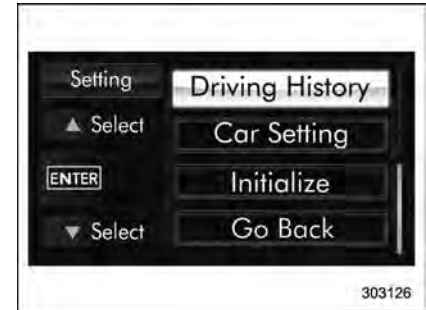 Setting
Driving History
▲ Select
Car Setting
ENTER
Initialize
▼ Select
Go Back
303126